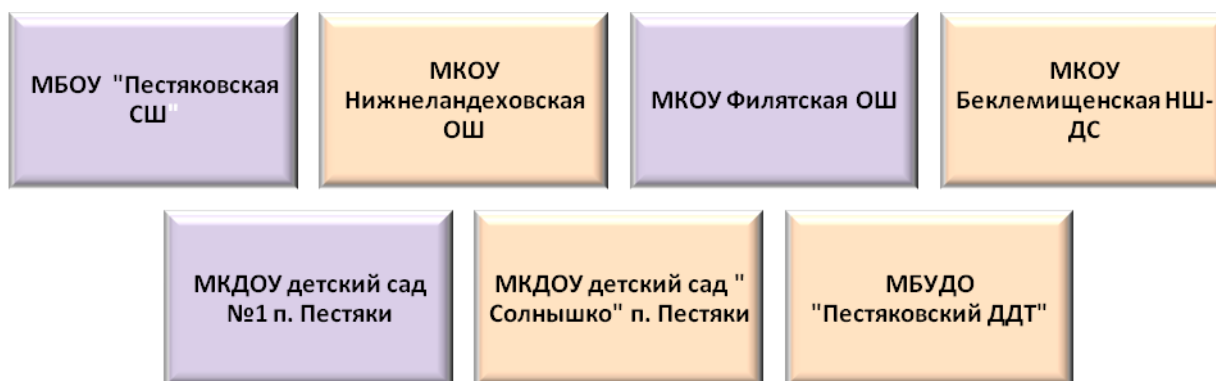 МБОУ "Пестяковская
СШ"
МКОУ
Нижнеландеховская
ОШ
МКОУ Филятская ОШ
МКОУ
Беклемищенская НШ-
ДС
МКДОУ детский сад
№1 п. Пестяки
МКДОУ детский сад "
Солнышко" п. Пестяки
МБУДО
"Пестяковский ДДТ"